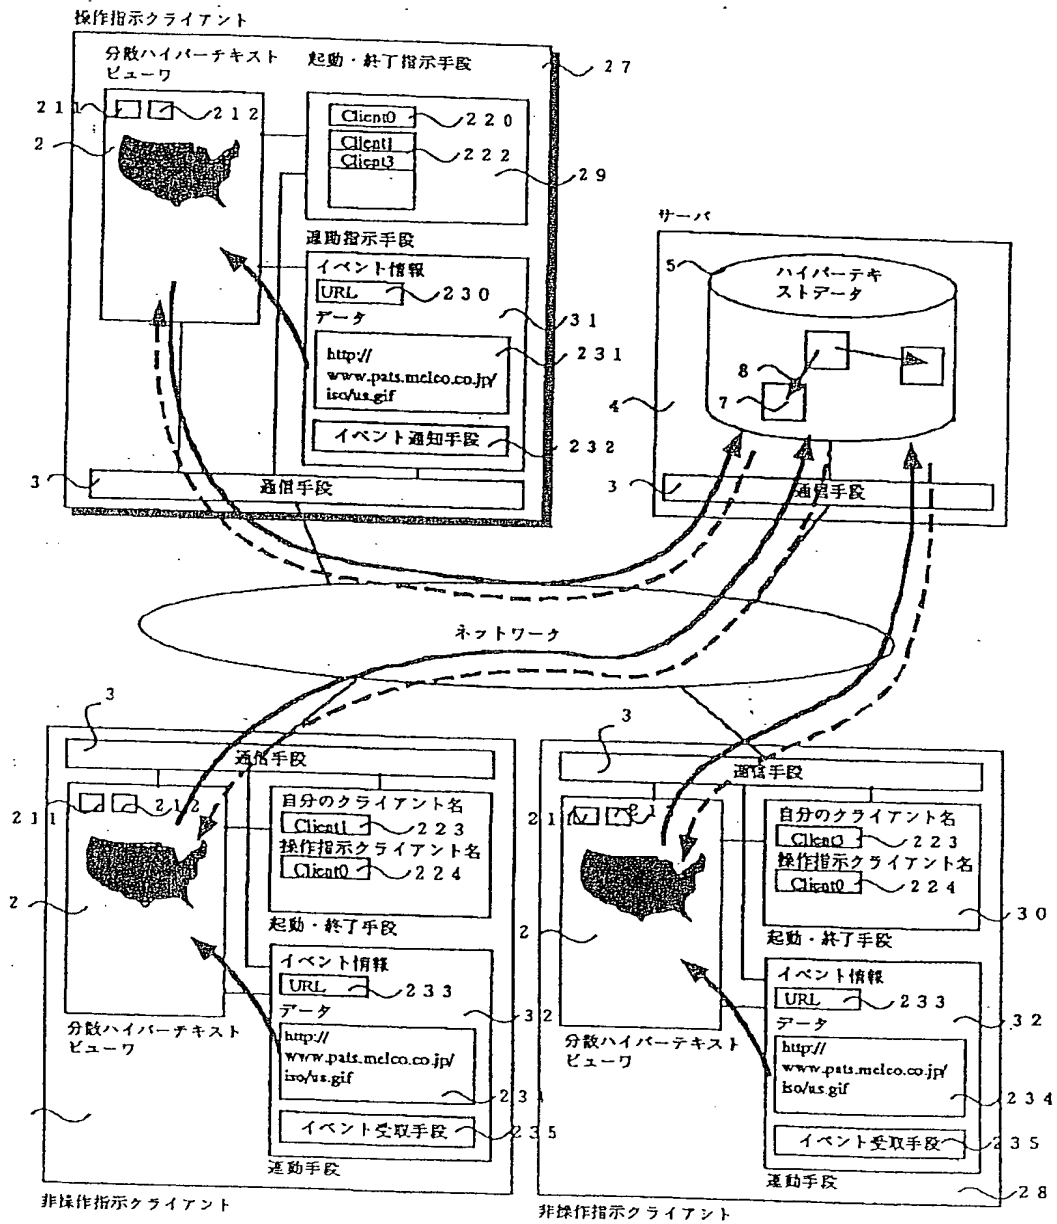 操作指示クライアント
分散ハイパーテキスト
ビューワ
起動・終了指示手段
27
211
212
2
Client0
220
Client1
222
Client3
29
連動指示手段
イベント情報
URL
230
データ
31
http://
www.pats.melco.co.jp/
iso/us.gif
231
イベント通知手段
232
3
通信手段
サーバ
5
ハイパーテキ
ストデータ
8
7
4
3
通信手段
ネットワーク
3
通信手段
211
212
2
自分のクライアント名
Client1
223
操作指示クライアント名
Client0
224
起動・終了手段
イベント情報
URL
233
データ
32
http://
www.pats.melco.co.jp/
iso/us.gif
イベント受取手段
235
連動手段
分散ハイパーテキスト
ビューワ
非操作指示クライアント
3
通信手段
2
自分のクライアント名
223
操作指示クライアント名
Client0
224
30
起動・終了手段
イベント情報
URL
233
データ
32
http://
www.pats.melco.co.jp/
iso/us.gif
234
イベント受取手段
235
連動手段
28
分散ハイパーテキスト
ビューワ
非操作指示クライアント